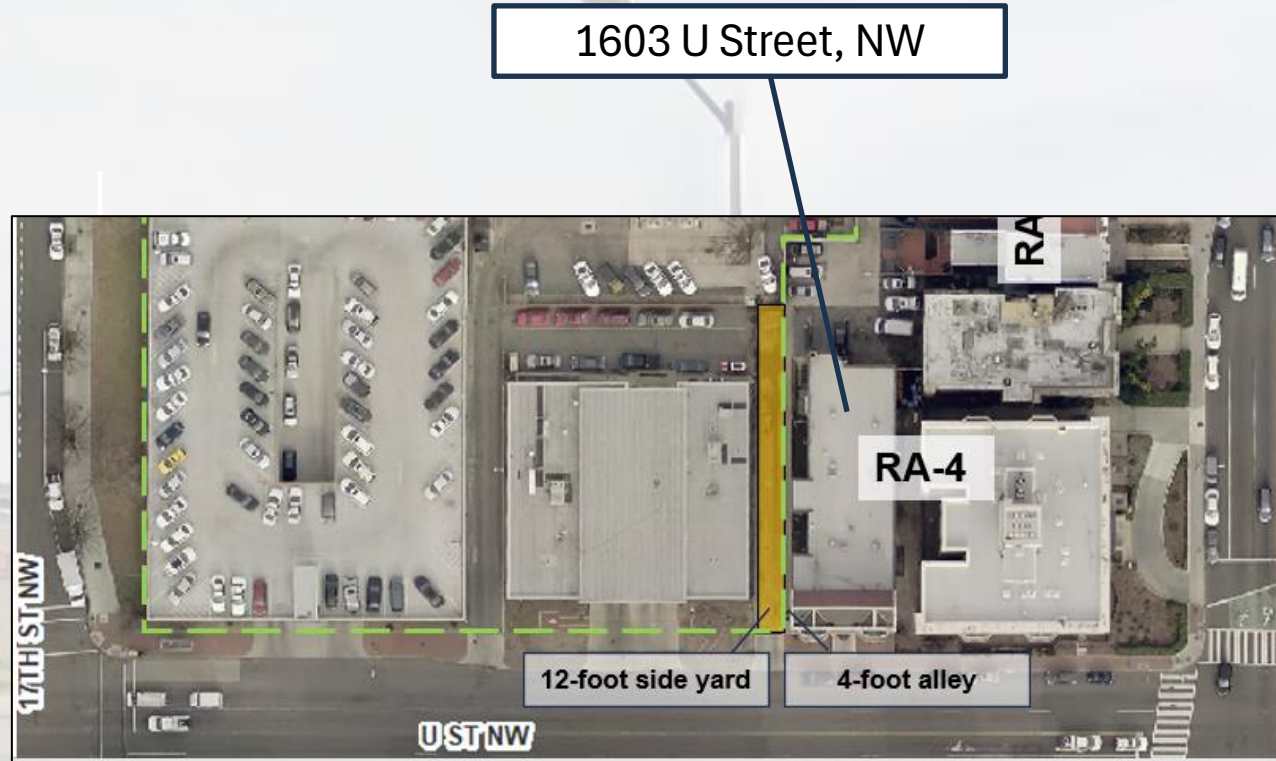 1603 U Street, NW
RA
RA-4
17TH ST NW
12-foot side yard
4-foot alley
U ST NW